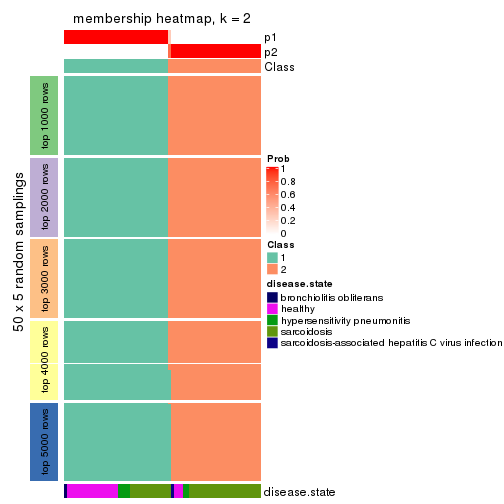 membership heatmap, k = 2
p1
p2
Class
50 x 5 random samplings
top 1000 rows
top 2000 rows
top 3000 rows
top 4000 rows
top 5000 rows
Prob
1
0.8
0.6
0.4
0.2
0
Class
1
2
disease.state
bronchiolitis obliterans
healthy
hypersensitivity pneumonitis
sarcoidosis
sarcoidosis-associated hepatitis C virus infection
disease.state